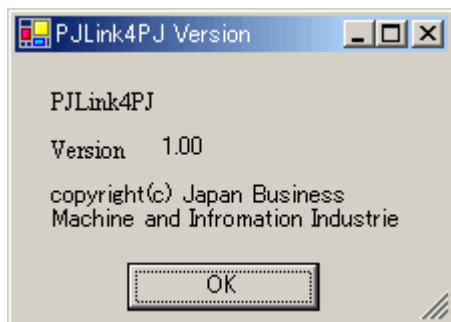 PJLink4PJ Version
PJLink4PJ
Version 1.00
copyright(c) Japan Business
Machine and Infromation Industrie
OK